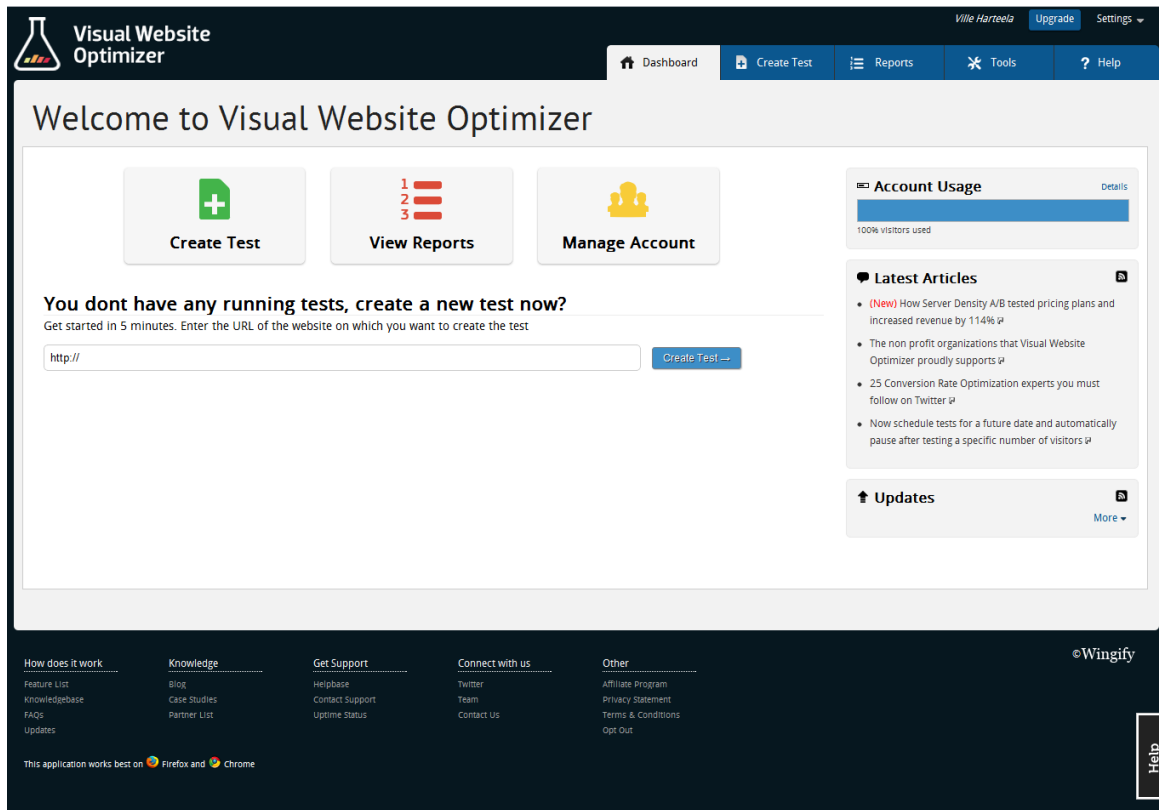 Visual Website
Optimizer
Ville Harteela
Upgrade
Settings
Dashboard
Create Test
Reports
Tools
? Help
Welcome to Visual Website Optimizer
1
2
3
Create Test
View Reports
Manage Account
You dont have any running tests, create a new test now?
Get started in 5 minutes. Enter the URL of the website on which you want to create the test
http://
Create Test→
Account Usage
Details
100% visitors used
Latest Articles
(New) How Server Density A/B tested pricing plans and
increased revenue by 114%
The non profit organizations that Visual Website
Optimizer proudly supports
25 Conversion Rate Optimization experts you must
follow on Twitter
Now schedule tests for a future date and automatically
pause after testing a specific number of visitors
Updates
More
How does it work
Feature List
Knowledgebase
FAQs
Updates
Knowledge
Blog
Case Studies
Partner List
Get Support
Helpbase
Contact Support
Uptime Status
Connect with us
Twitter
Team
Contact Us
Other
Affiliate Program
Privacy Statement
Terms & Conditions
Opt Out
©Wingify
Help
This application works best on Firefox and Chrome